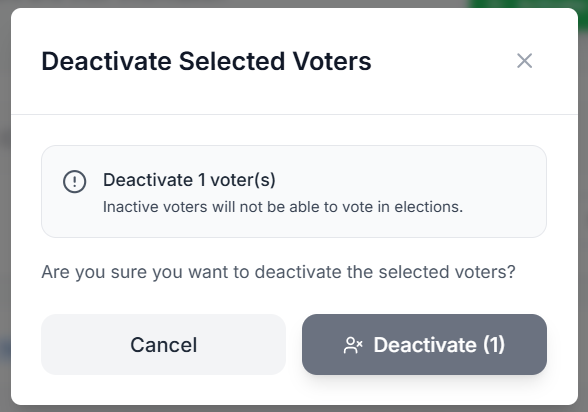 Deactivate Selected Voters
Deactivate 1 voter(s)
Inactive voters will not be able to vote in elections.
Are you sure you want to deactivate the selected voters?
Cancel
Deactivate (1)